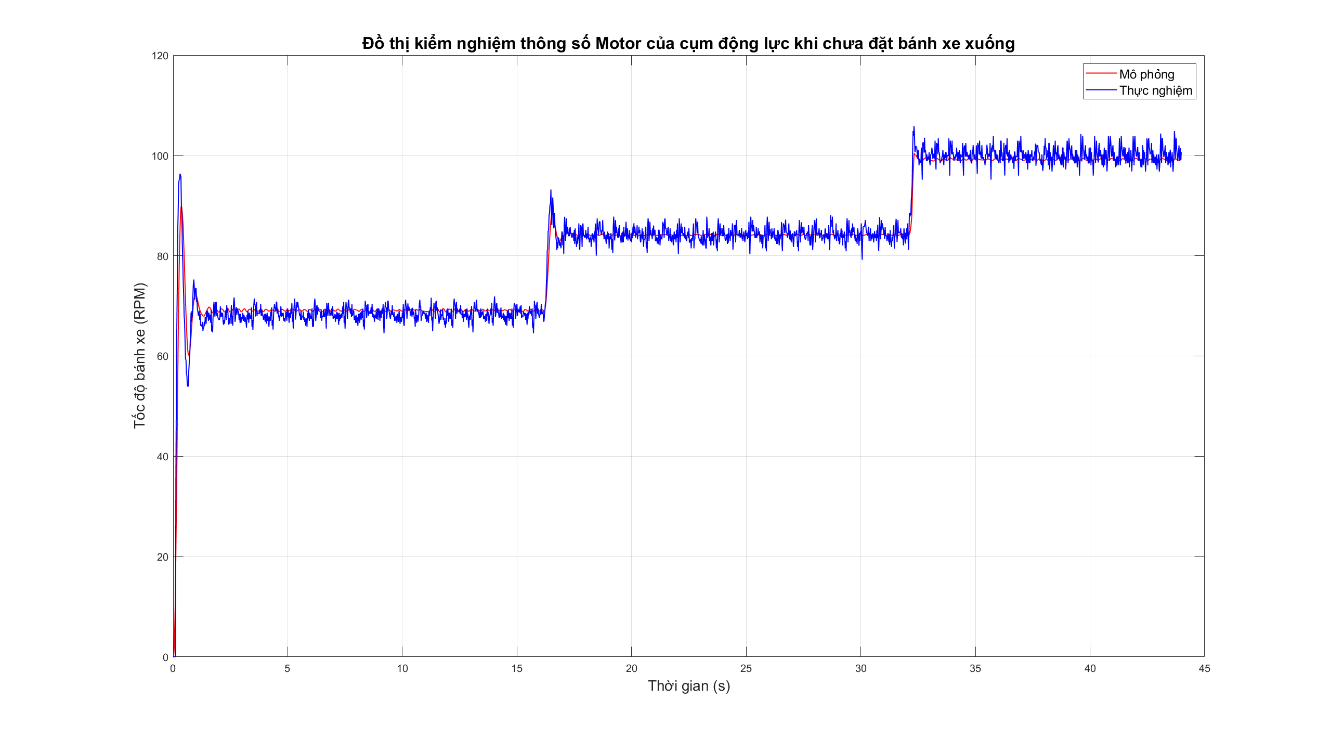 Đồ thị kiểm nghiệm thông số Motor của cụm động lực khi chưa đặt bánh xe xuống
Mô phỏng
Thực nghiệm
Tốc độ bánh xe (RPM)
120
100
80
60
40
20
0
0 5 10 15 20 25 30 35 40 45
Thời gian (s)